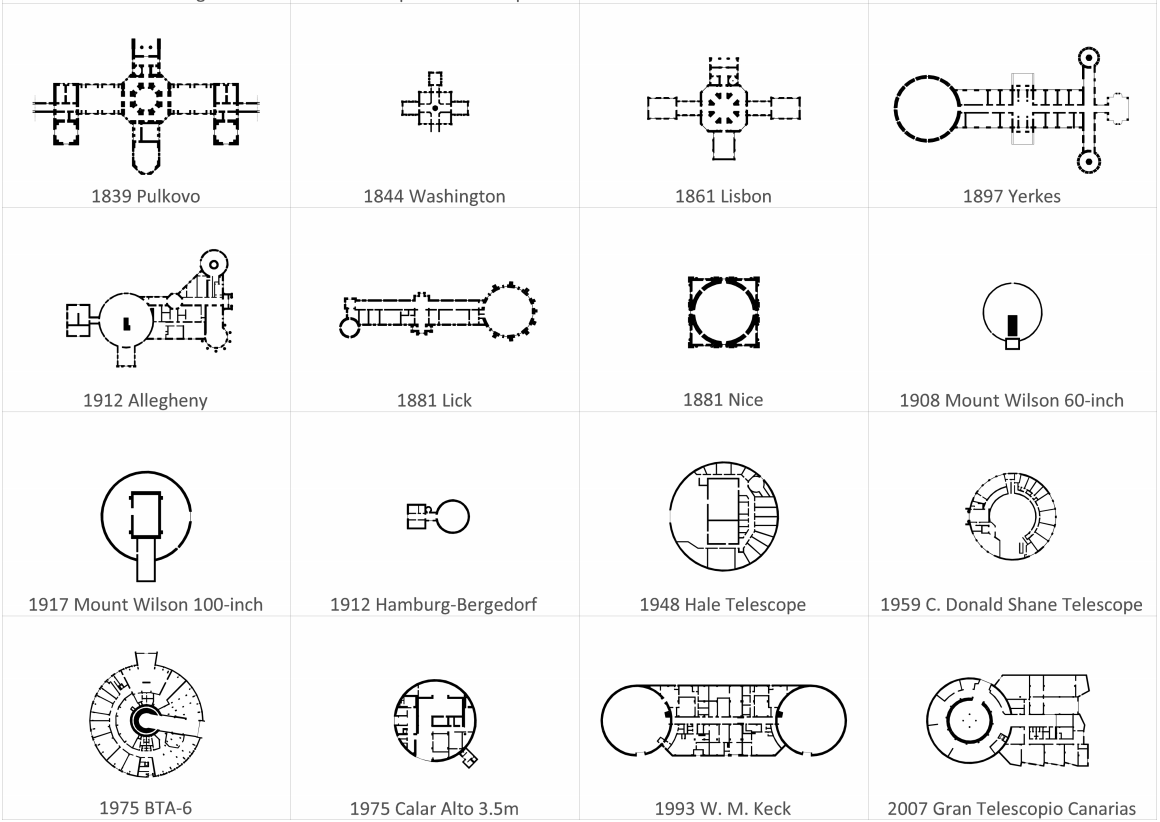 1839 Pulkovo
1844 Washington
1861 Lisbon
1897 Yerkes
1912 Allegheny
1881 Lick
1881 Nice
1908 Mount Wilson 60-inch
1917 Mount Wilson 100-inch
1912 Hamburg-Bergedorf
1948 Hale Telescope
1959 C. Donald Shane Telescope
1975 BTA-6
1975 Calar Alto 3.5m
1993 W. M. Keck
2007 Gran Telescopio Canarias